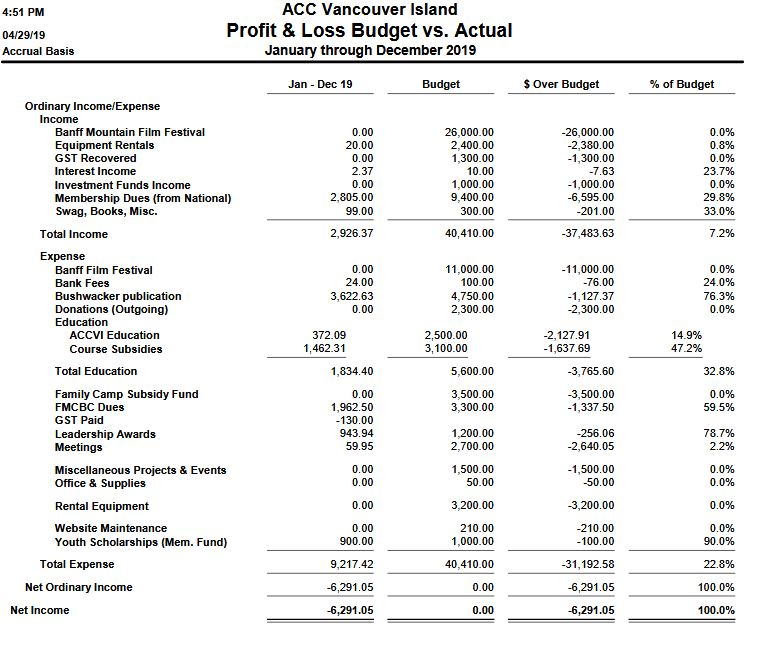 4:51 PM
04/29/19
Accrual Basis
ACC Vancouver Island
Profit & Loss Budget vs. Actual
January through December 2019
Jan - Dec 19 Budget $ Over Budget % of Budget
Ordinary Income/Expense
Income
Banff Mountain Film Festival 0.00 26,000.00 -26,000.00 0.0%
Equipment Rentals 20.00 2,400.00 -2,380.00 0.8%
GST Recovered 0.00 1,300.00 -1,300.00 0.0%
Interest Income 2.37 10.00 -7.63 23.7%
Investment Funds Income 0.00 1,000.00 -1,000.00 0.0%
Membership Dues (from National) 2,805.00 9,400.00 -6,595.00 29.8%
Swag, Books, Misc. 99.00 300.00 -201.00 33.0%
Total Income 2,926.37 40,410.00 -37,483.63 7.2%
Expense
Banff Film Festival 0.00 11,000.00 -11,000.00 0.0%
Bank Fees 24.00 100.00 -76.00 24.0%
Bushwacker publication 3,622.63 4,750.00 -1,127.37 76.3%
Donations (Outgoing) 0.00 2,300.00 -2,300.00 0.0%
Education
ACCVI Education 372.09 2,500.00 -2,127.91 14.9%
Course Subsidies 1,462.31 3,100.00 -1,637.69 47.2%
Total Education 1,834.40 5,600.00 -3,765.60 32.8%
Family Camp Subsidy Fund 0.00 3,500.00 -3,500.00 0.0%
FMCBC Dues 1,962.50 3,300.00 -1,337.50 59.5%
GST Paid -130.00
Leadership Awards 943.94 1,200.00 -256.06 78.7%
Meetings 59.95 2,700.00 -2,640.05 2.2%
Miscellaneous Projects & Events 0.00 1,500.00 -1,500.00 0.0%
Office & Supplies 0.00 50.00 -50.00 0.0%
Rental Equipment 0.00 3,200.00 -3,200.00 0.0%
Website Maintenance 0.00 210.00 -210.00 0.0%
Youth Scholarships (Mem. Fund) 900.00 1,000.00 -100.00 90.0%
Total Expense 9,217.42 40,410.00 -31,192.58 22.8%
Net Ordinary Income -6,291.05 0.00 -6,291.05 100.0%
Net Income -6,291.05 0.00 -6,291.05 100.0%